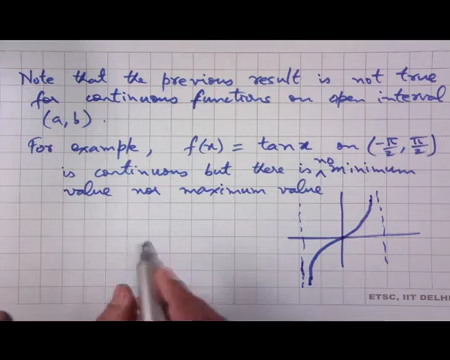 Note that the previous result is not true
for continuous functions on open interval
(a,b).
For example, f(x) = tanx on (-π/2, π/2)
is continuous but there is ^no minimum
value nor maximum value
ETSC, IIT DELHI